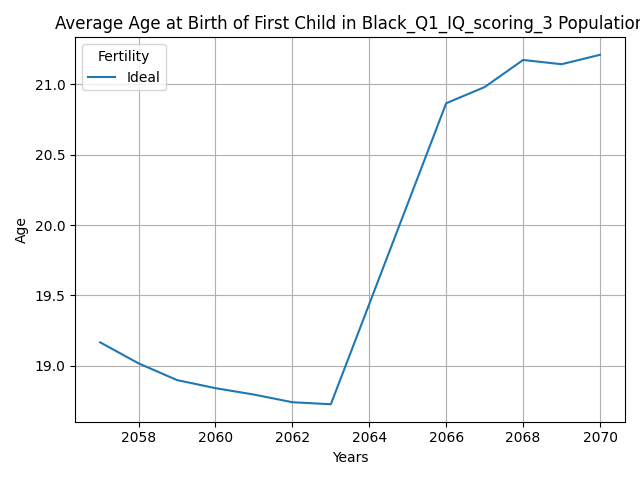 Average Age at Birth of First Child in Black_Q1_IQ_scoring_3 Population
Fertility
Ideal
21.0
20.5
20.0
19.5
19.0
Age
2058 2060 2062 2064 2066 2068 2070
Years